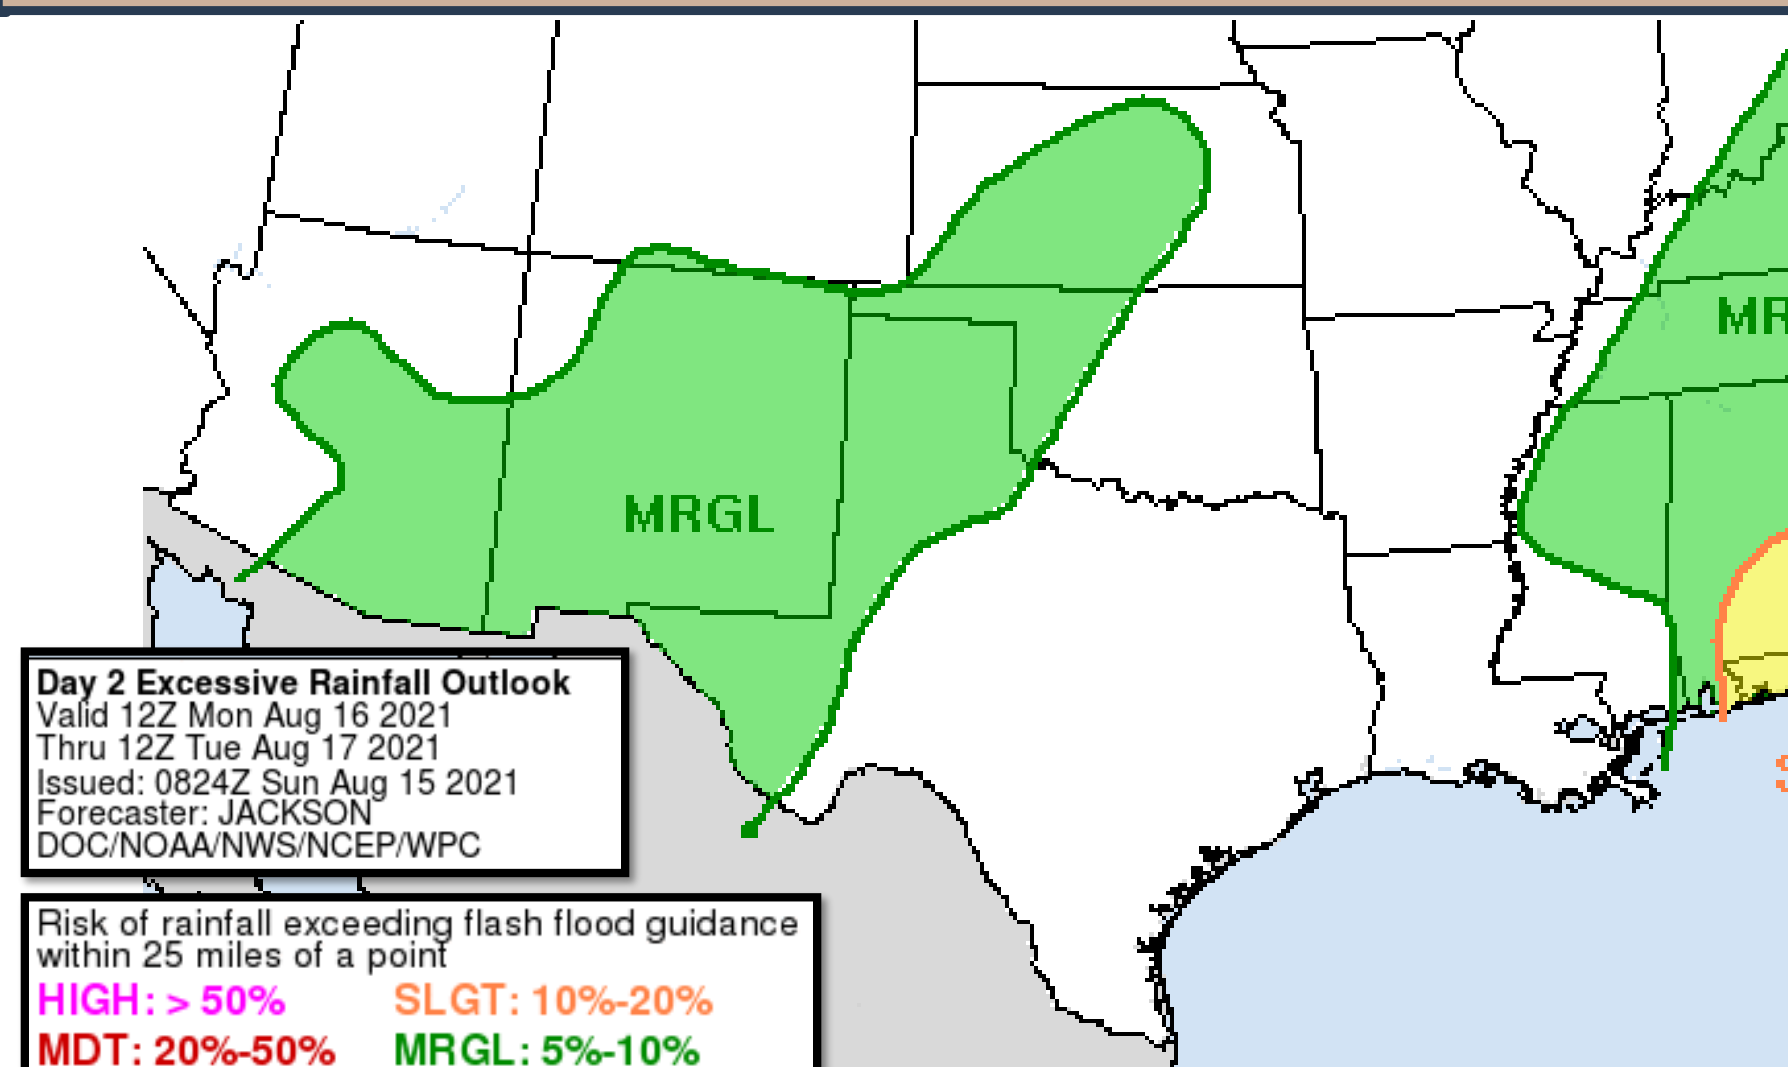 MR
MRGL
Day 2 Excessive Rainfall Outlook
Valid 12Z Mon Aug 16 2021
Thru 12Z Tue Aug 17 2021
Issued: 0824Z Sun Aug 15 2021
Forecaster: JACKSON
DOC/NOAA/NWS/NCEP/WPC
Risk of rainfall exceeding flash flood guidance
within 25 miles of a point
HIGH: > 50% SLGT: 10%-20%
MDT: 20%-50% MRGL: 5%-10%